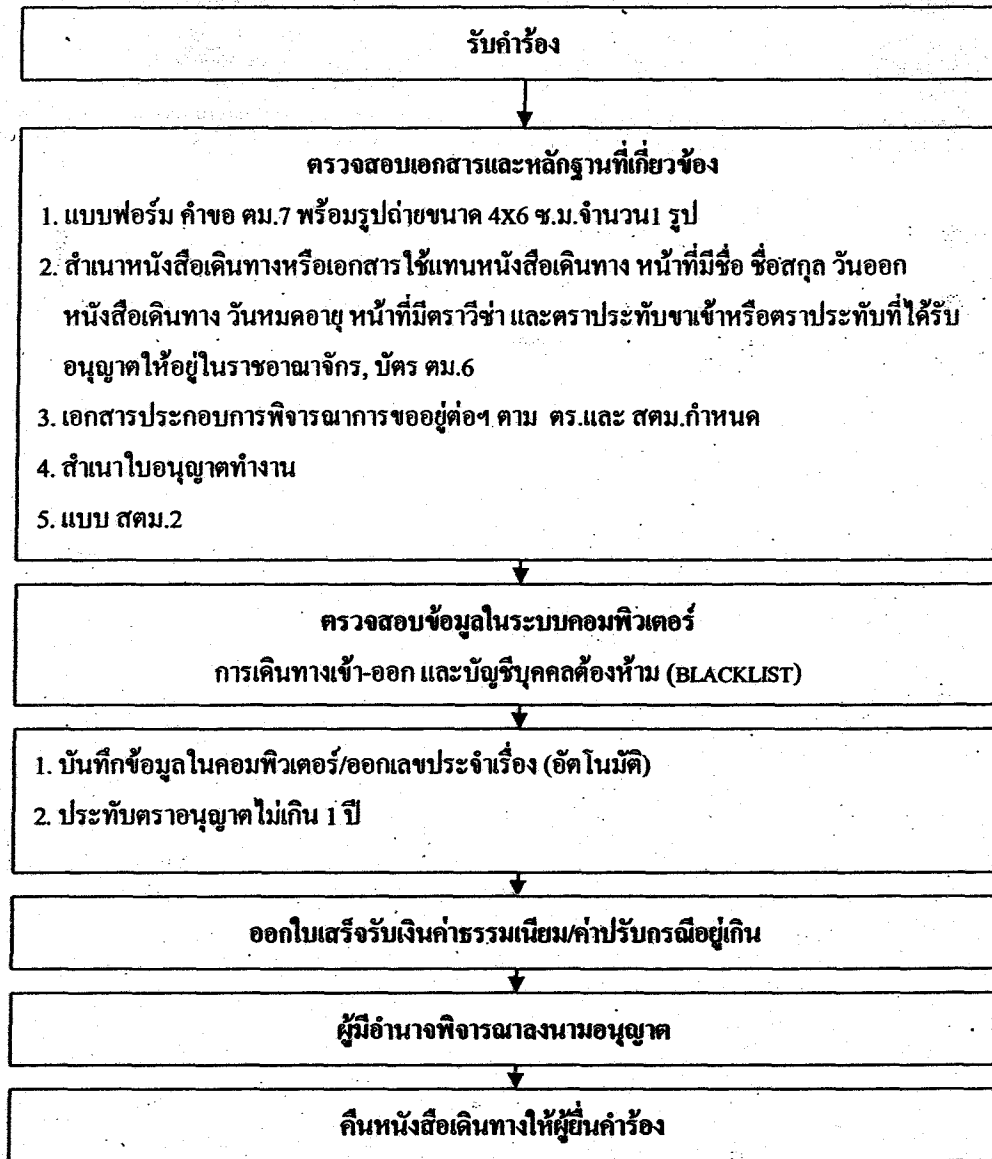 รับคำร้อง
ตรวจสอบเอกสารและหลักฐานที่เกี่ยวข้อง
1. แบบฟอร์ม คำขอ ตม.7 พร้อมรูปถ่ายขนาด 4X6 ซ.ม.จำนวน1 รูป
2. สำเนาหนังสือเดินทางหรือเอกสารใช้แทนหนังสือเดินทาง หน้าที่มีชื่อ ชื่อสกุล วันออก
หนังสือเดินทาง วันหมดอายุ หน้าที่มีตราวีซ่า และตราประทับขาเข้าหรือตราประทับที่ได้รับ
อนุญาตให้อยู่ในราชอาณาจักร, บัตร ตม.6
3. เอกสารประกอบการพิจารณาการขออยู่ต่อฯ ตาม ตร.และ สตม.กำหนด
4. สำเนาใบอนุญาตทำงาน
5. แบบ สตม.2
ตรวจสอบข้อมูลในระบบคอมพิวเตอร์
การเดินทางเข้า-ออก และบัญชีบุคคลต้องห้าม (BLACKLIST)
1. บันทึกข้อมูลในคอมพิวเตอร์/ออกเลขประจำเรื่อง (อัตโนมัติ)
2. ประทับตราอนุญาตไม่เกิน 1 ปี
ออกใบเสร็จรับเงินค่าธรรมเนียม/ค่าปรับกรณีอยู่เกิน
ผู้มีอำนาจพิจารณาลงนามอนุญาต
คืนหนังสือเดินทางให้ผู้ยื่นคำร้อง